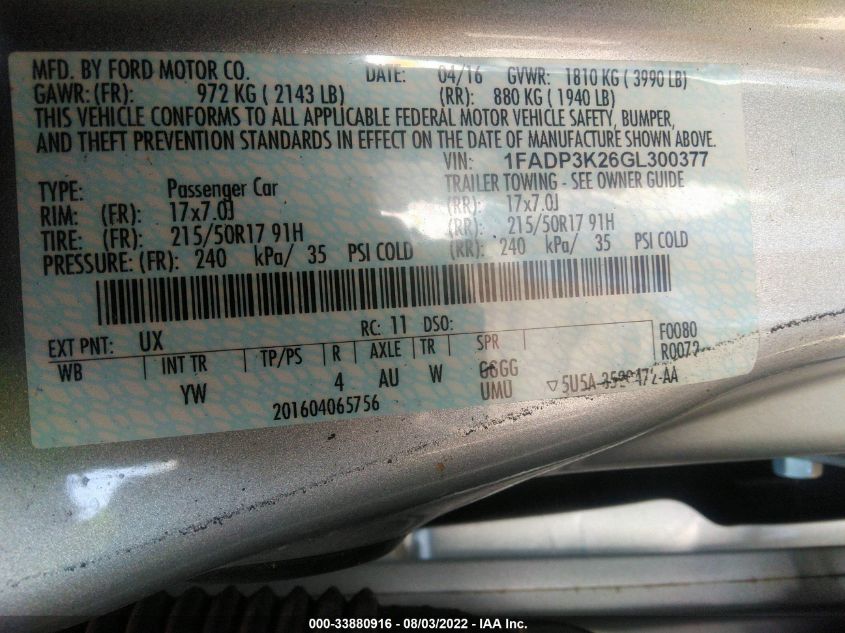 MFD. BY FORD MOTOR CO. DATE: 04/16 GVWR: 1810 KG ( 3990 LB)
GAWR: (FR): 972 KG ( 2143 LB) (RR): 880 KG ( 1940 LB)
THIS VEHICLE CONFORMS TO ALL APPLICABLE FEDERAL MOTOR VEHICLE SAFETY, BUMPER,
AND THEFT PREVENTION STANDARDS IN EFFECT ON THE DATE OF MANUFACTURE SHOWN ABOVE.
VIN: 1FADP3K26GL300377
TYPE: Passenger Car TRAILER TOWING - SEE OWNER GUIDE
RIM: (FR): 17x7.0J (RR): 17x7.0J
TIRE: (FR): 215/50R17 91H (RR): 215/50R17 91H
PRESSURE: (FR): 240 kPa/ 35 PSI COLD (RR): 240 kPa/ 35 PSI COLD
EXT PNT: UX RC: 11 DSO: F0080
WB INT TR TP/PS R AXLE TR SPR R0072
YW 4 AU W GGGG
201604065756 UMU ▽ 5U5A-
-AA
000-33880916 - 08/03/2022 - IAA Inc.